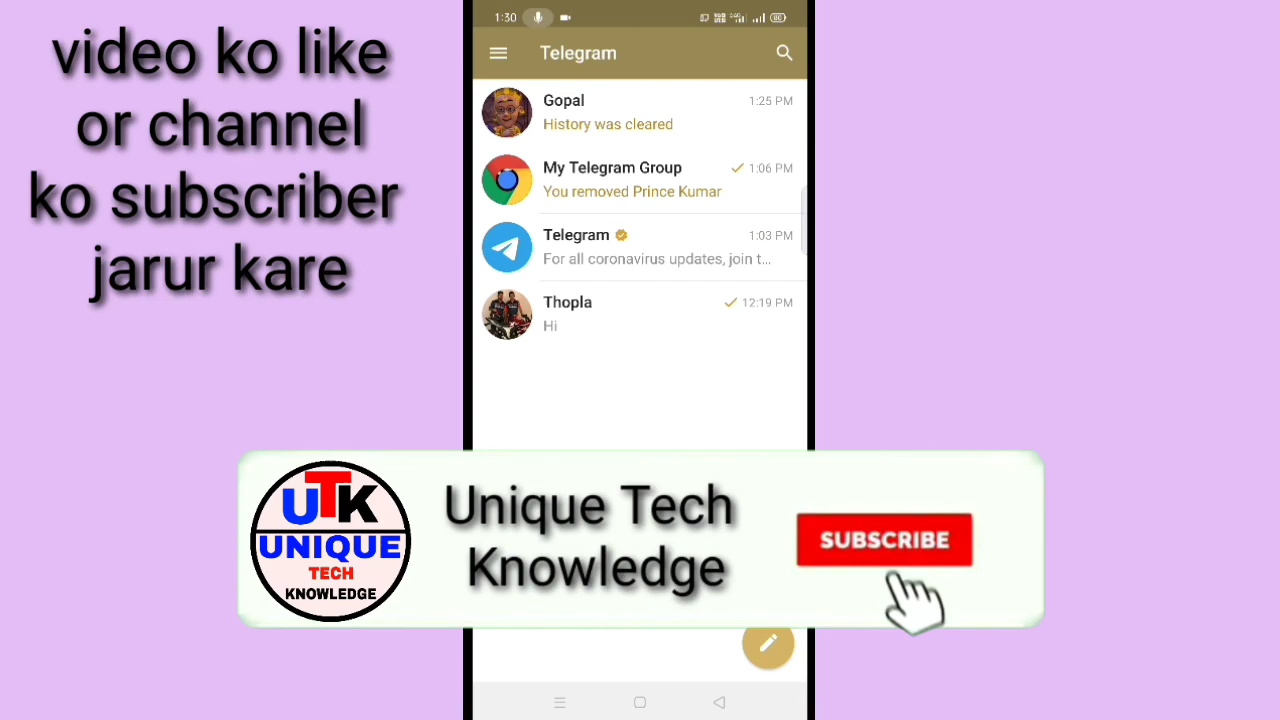 video ko like
or channel
ko subscriber
jarur kare
1:30
Telegram
Gopal 1:25 PM
History was cleared
My Telegram Group 1:06 PM
You removed Prince Kumar
Telegram 1:03 PM
For all coronavirus updates, join t...
Thopla 12:19 PM
Hi
UTK
UNIQUE
TECH
KNOWLEDGE
Unique Tech
Knowledge
SUBSCRIBE